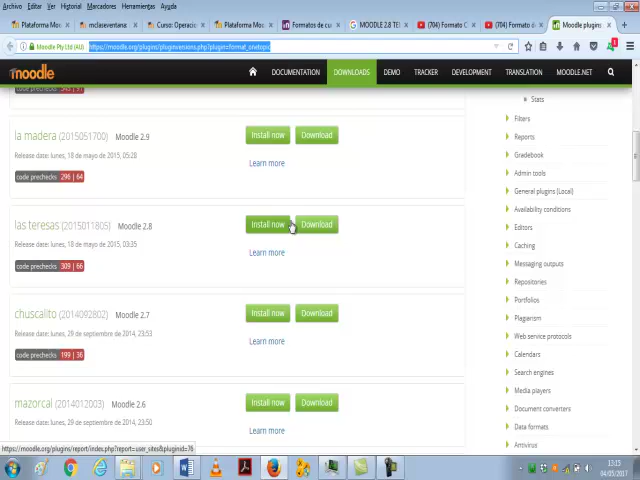 Archivo Editar Ver Historial Marcadores Herramientas Ayuda
Plataforma Moo mclaseventana Curso: Operacio Plataforma Moo Formatos de cu MOODLE 2.8 TE (704) Formato C (704) Formato de Moodle plugins
Moodle Pty Ltd (AU) https://moodle.org/plugins/pluginversions.php?plugin=format_onetopic
moodle DOCUMENTATION DOWNLOADS DEMO TRACKER DEVELOPMENT TRANSLATION MOODLE.NET
code prechecks
Stats
Filters
Reports
Gradebook
Admin tools
General plugins (Local)
Availability conditions
Editors
Caching
Messaging outputs
Repositories
Portfolios
Plagiarism
Web service protocols
Calendars
Search engines
Media players
Document converters
Data formats
Antivirus
la madera (2015051700) Moodle 2.9
Install now Download
Release date: lunes, 18 de mayo de 2015, 05:28
Learn more
code prechecks 296 | 64
las teresas (2015011805) Moodle 2.8
Install now Download
Release date: lunes, 18 de mayo de 2015, 03:35
Learn more
code prechecks 309 | 66
chuscalito (2014092802) Moodle 2.7
Install now Download
Release date: lunes, 29 de septiembre de 2014, 23:53
Learn more
code prechecks 199 | 36
mazorcal (2014012003) Moodle 2.6
Install now Download
Release date: lunes, 29 de septiembre de 2014, 23:50
Learn more
https://moodle.org/plugins/report/index.php?report=user_sites&pluginid=76
ES
13:15
04/05/2017